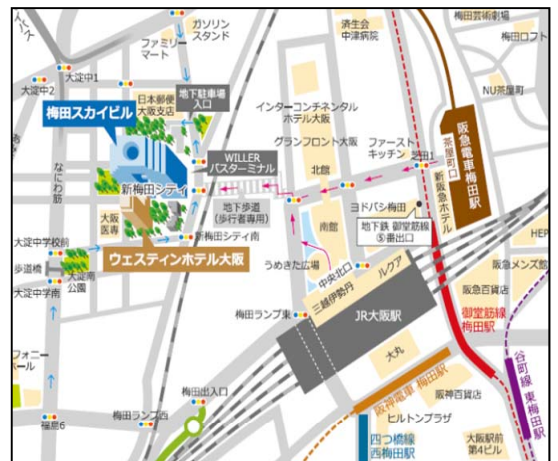 ガソリン
スタンド
ファミリー
マート
大淀中1
大淀中2
日本郵便
大阪支店
地下駐車場
入口
梅田スカイビル
新梅田シティ
WILLER
バスターミナル
なにわ筋
大阪
医専
新梅田シティ南
ウェスティンホテル大阪
大淀中学校前
歩道橋
大淀中学南
大淀南
公園
フォニー
ホール
福島6
梅田ランプ西
梅田出入口
梅田ランプ東
地下歩道
(歩行者専用)
済生会
中津病院
インターコンチネンタル
ホテル大阪
グランフロント大阪
北館
南館
うめきた広場
中央北口
三越伊勢丹
ルクア
JR大阪駅
ファースト
キッチン
芝田1
ヨドバシ梅田
地下鉄 御堂筋線
⑤番出口
新阪急ホテル
茶屋町口
阪急電車梅田駅
梅田芸術劇場
梅田ロフト
NU茶屋町
HEP
阪急メンズ館
阪急百貨店
御堂筋線
梅田駅
谷町線 東梅田駅
大丸
阪神電車 梅田駅
阪神百貨店
ヒルトンプラザ
四つ橋線
西梅田駅
大阪駅前
第4ビル